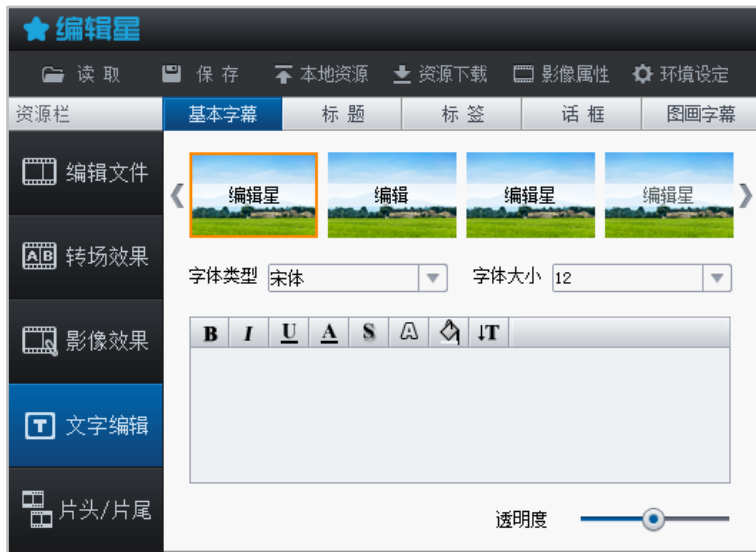 编辑星
读取 保存 本地资源 资源下载 影像属性 环境设定
资源栏 基本字幕 标题 标签 话框 图画字幕
编辑文件
编辑星 编辑 编辑星 编辑星
AB 转场效果
字体类型 宋体 字体大小 12
影像效果
B I U A S A T
T 文字编辑
片头/片尾
透明度